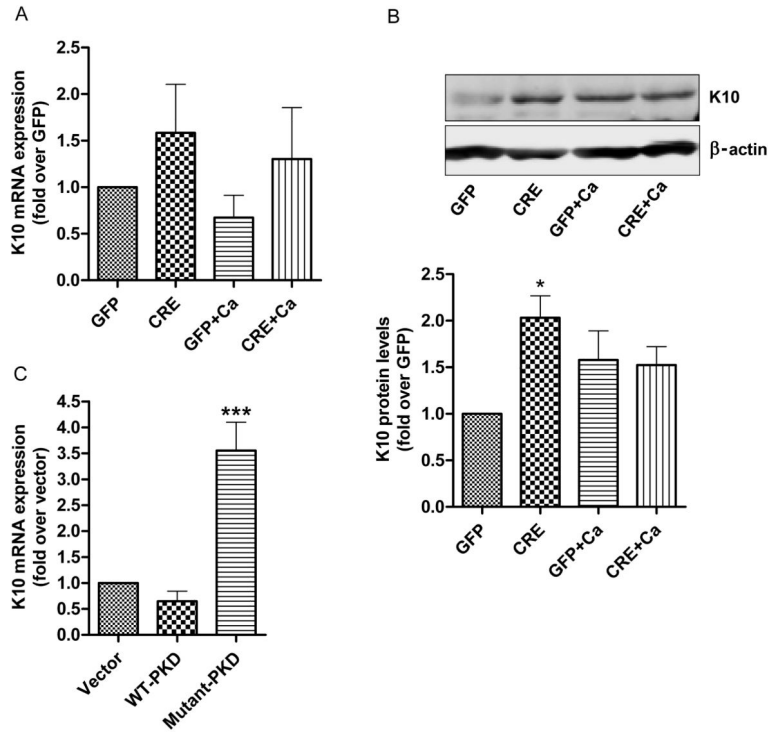 A
K10 mRNA expression
(fold over GFP)
2.5
2.0
1.5
1.0
0.5
0.0
GFP
CRE
GFP+Ca
CRE+Ca
B
K10
β-actin
GFP
CRE
GFP+Ca
CRE+Ca
K10 protein levels
(fold over GFP)
2.5
2.0
1.5
1.0
0.5
0.0
*
GFP
CRE
GFP+Ca
CRE+Ca
C
K10 mRNA expression
(fold over vector)
4.5
4.0
3.5
3.0
2.5
2.0
1.5
1.0
0.5
0.0
***
Vector
WT-PKD
Mutant-PKD